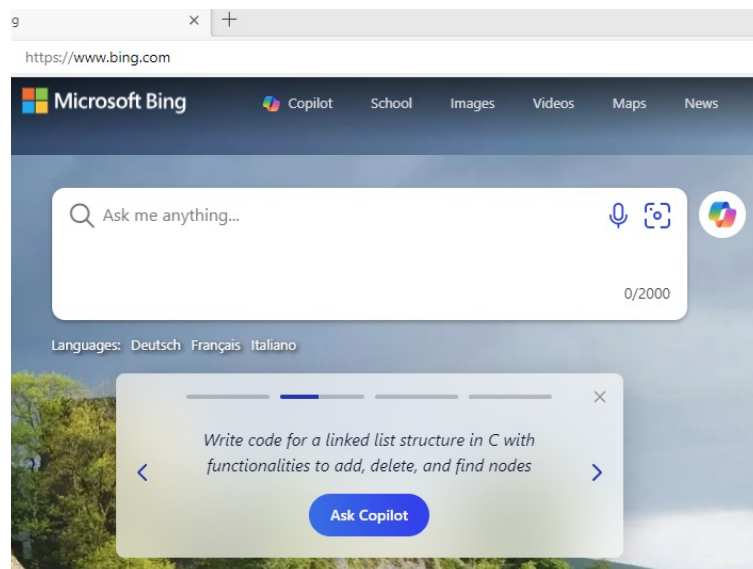 g
https://www.bing.com
Microsoft Bing Copilot School Images Videos Maps News
Ask me anything...
0/2000
Languages: Deutsch Français Italiano
Write code for a linked list structure in C with
functionalities to add, delete, and find nodes
Ask Copilot